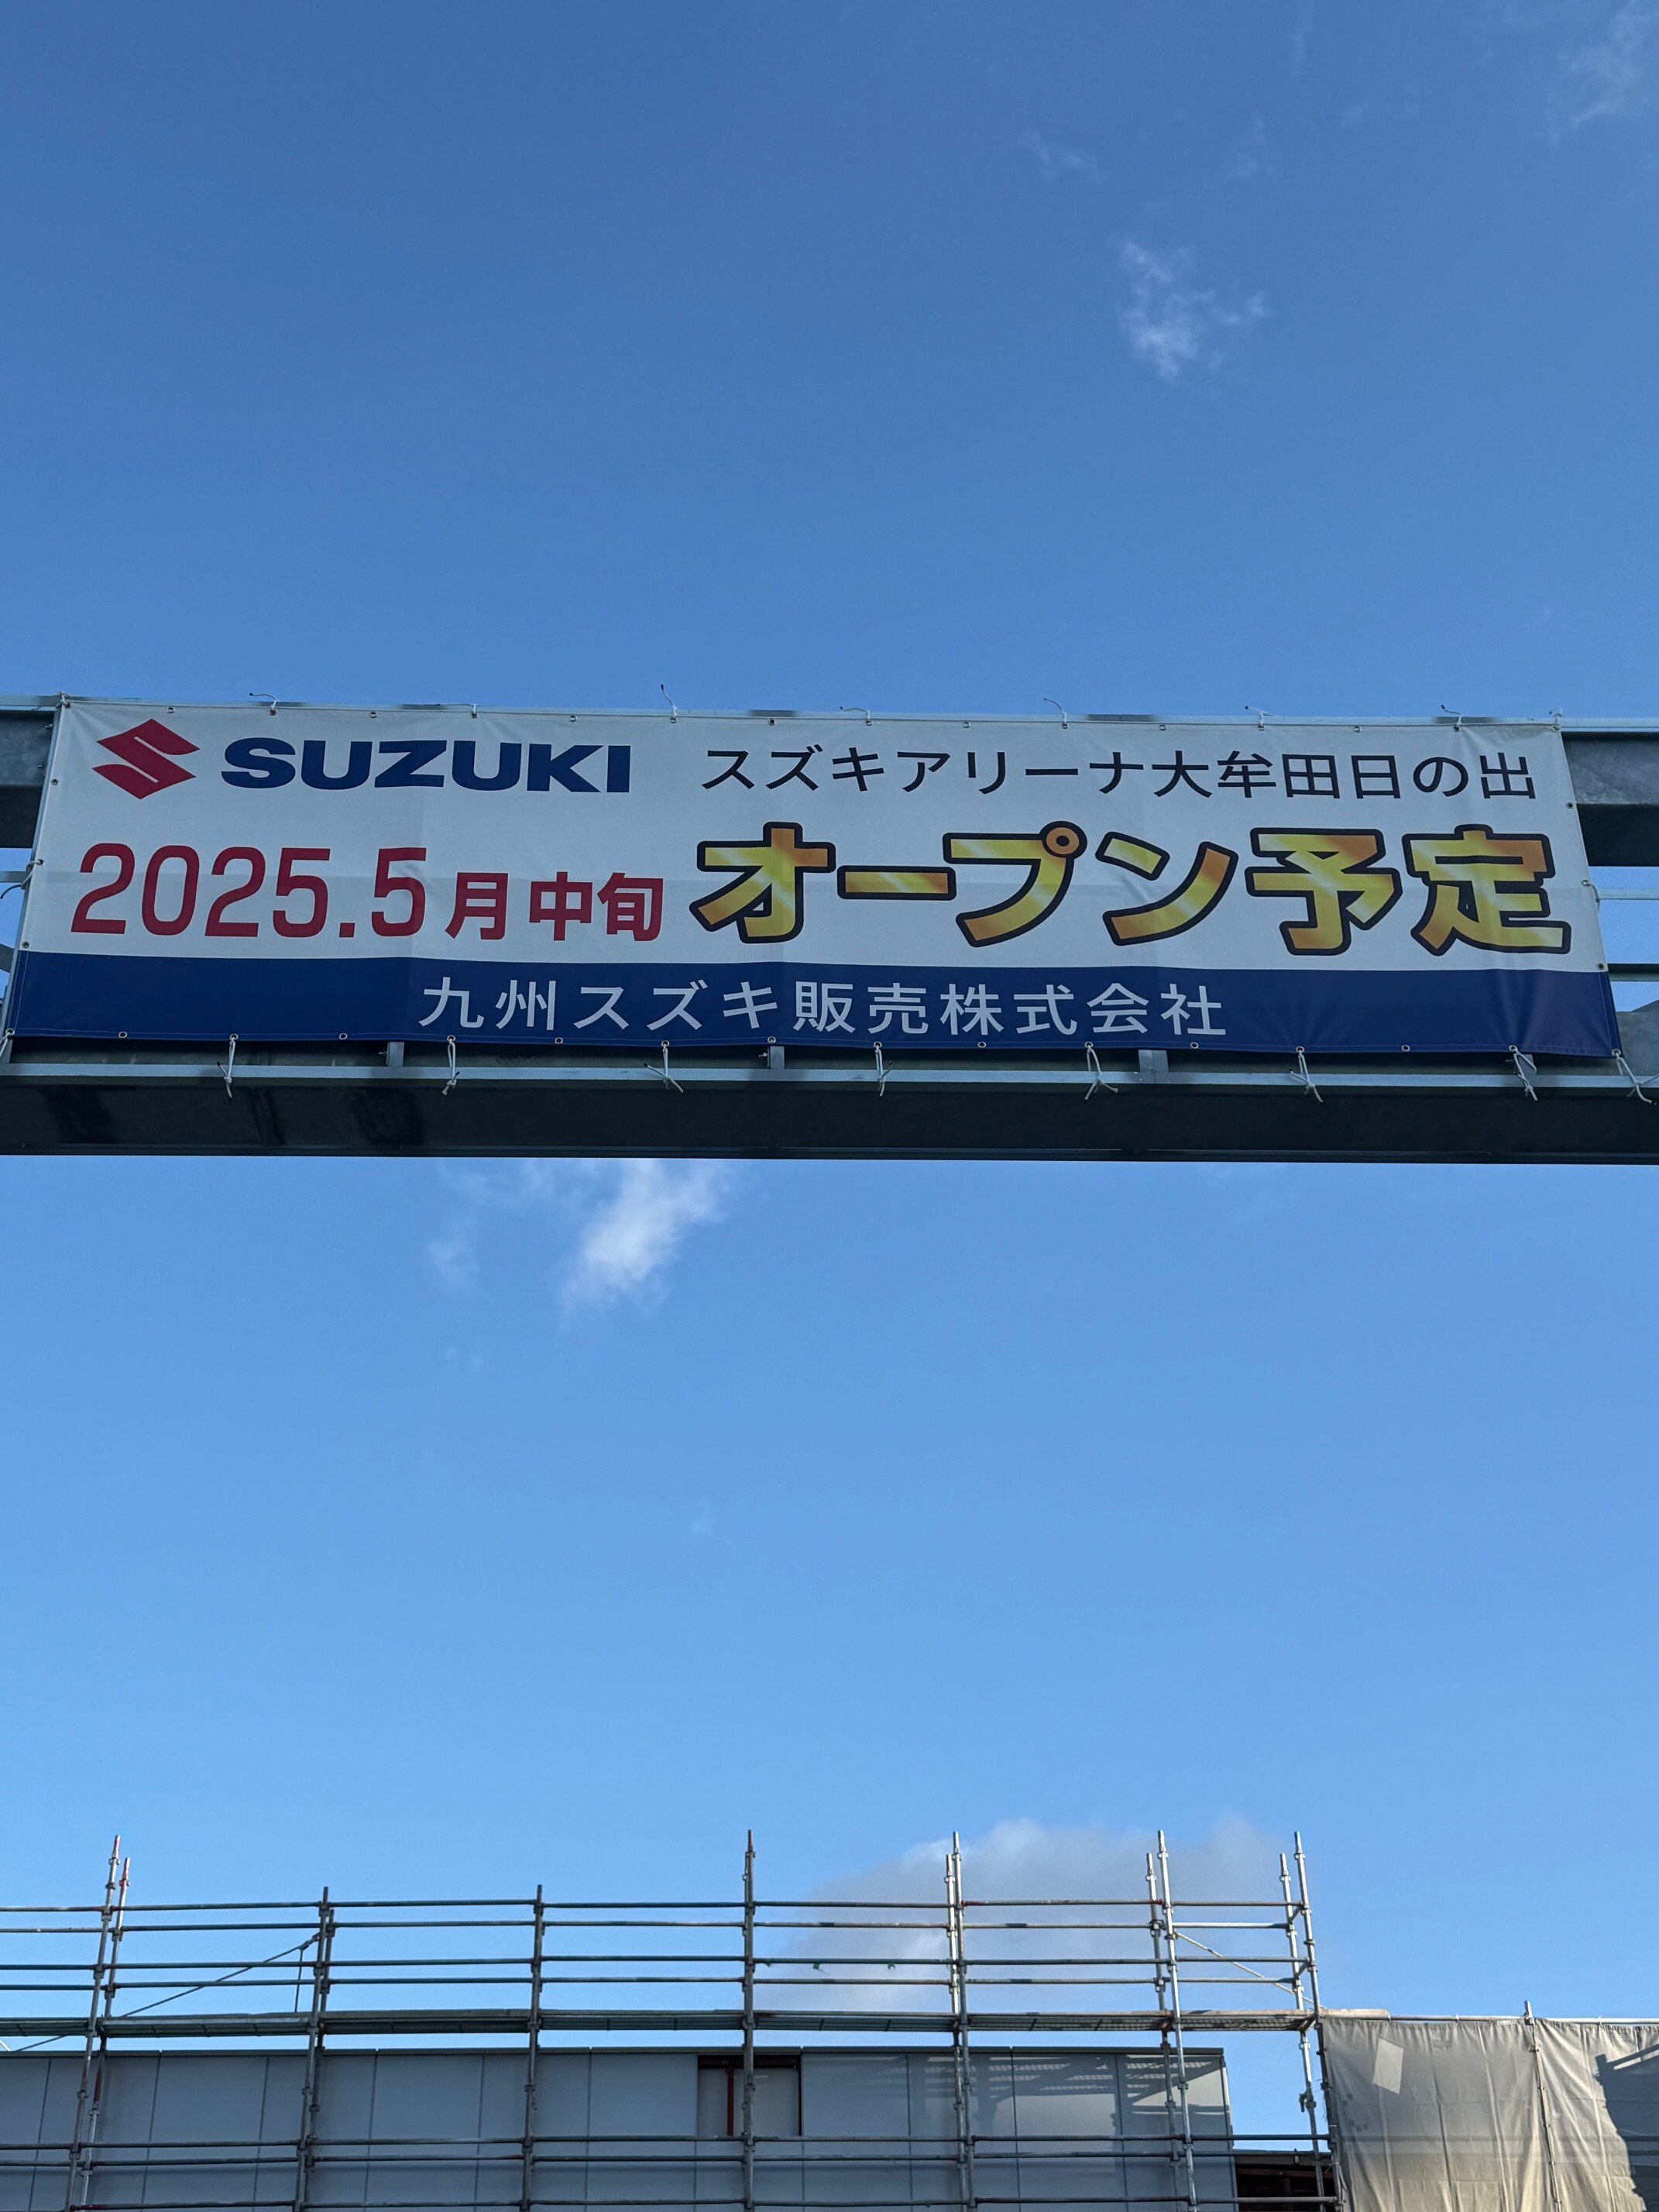 SUZUKI スズキアリーナ大牟田日の出
2025.5月中旬 オープン予定
九州スズキ販売株式会社